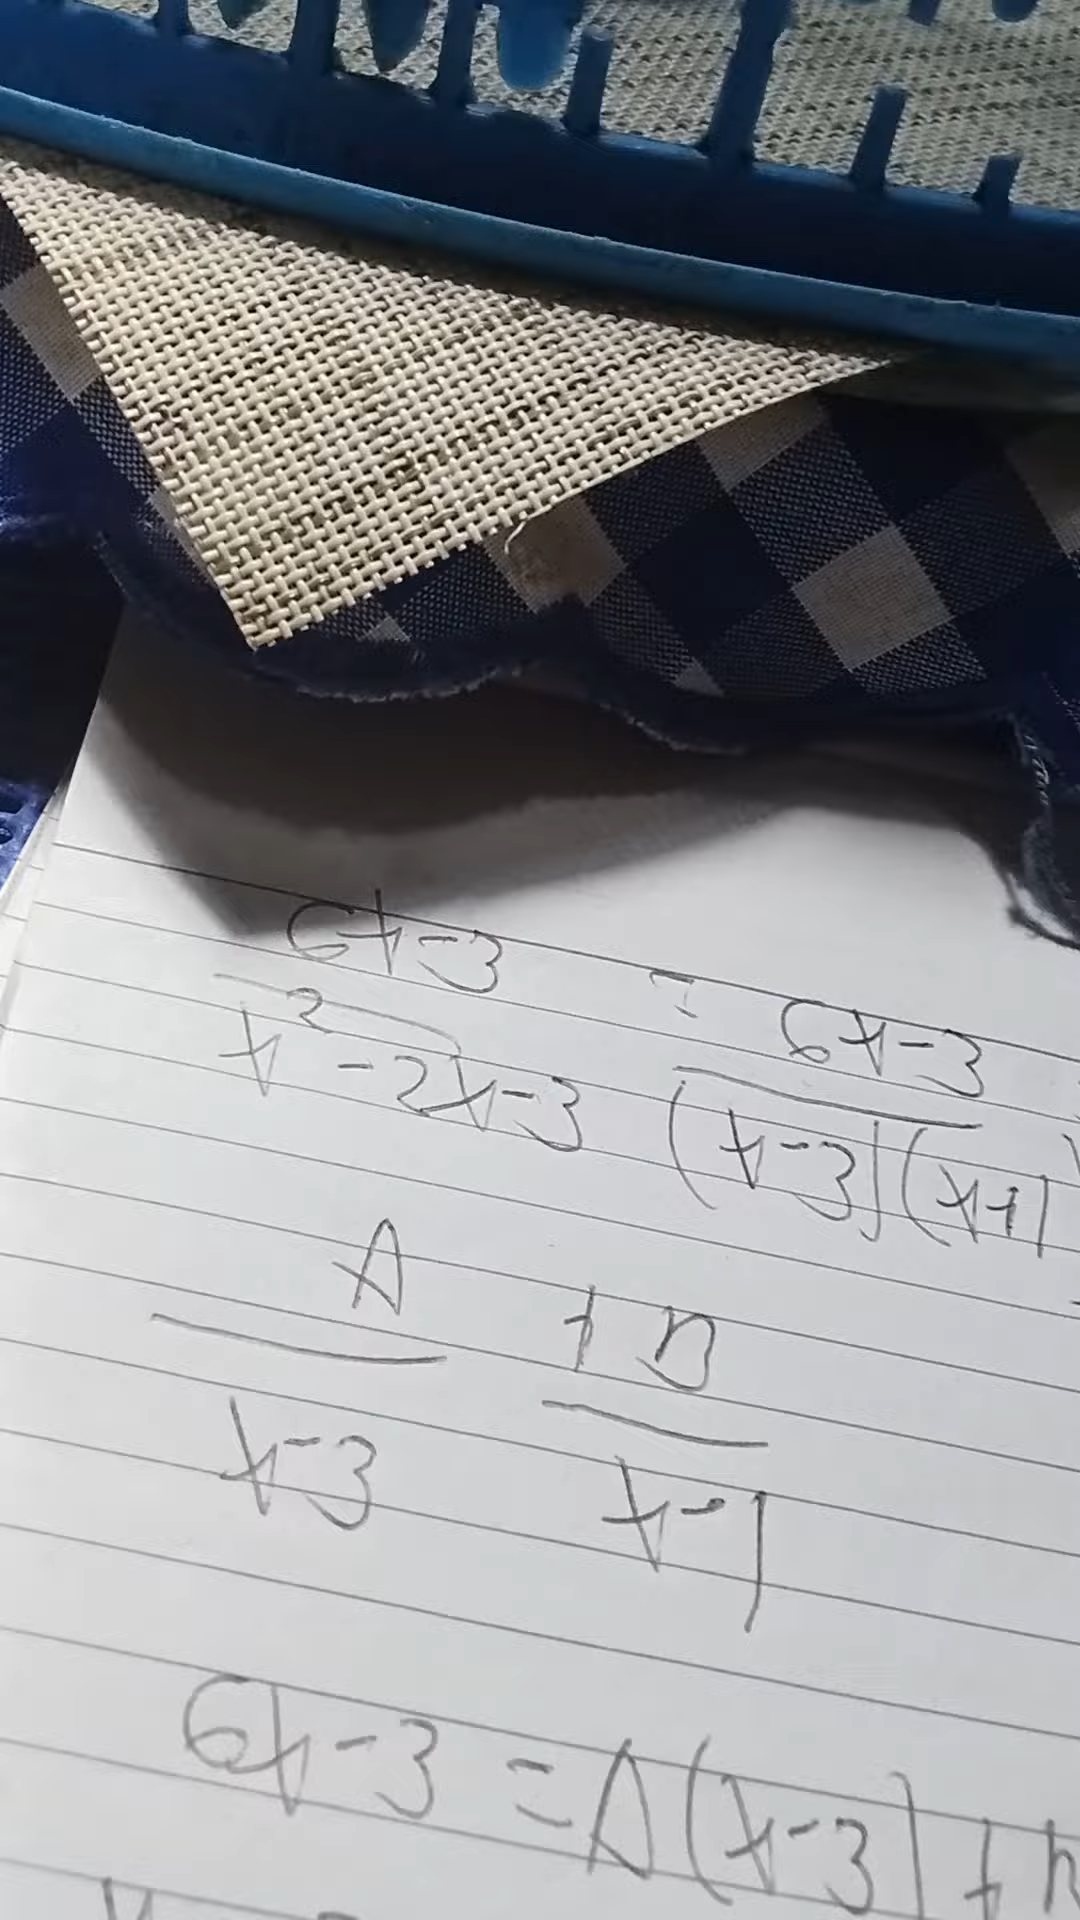 6x-3 = 6x-3
x²-2x-3 (x-3)(x+1)
A + B
x-3 x-1
6x-3 = A(x-3) +